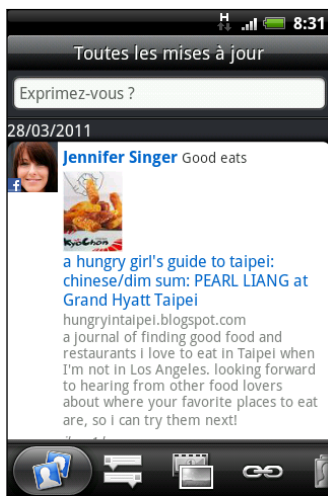 H
8:31
Toutes les mises à jour
Exprimez-vous ?
28/03/2011
Jennifer Singer Good eats
KyoChon
a hungry girl's guide to taipei:
chinese/dim sum: PEARL LIANG at
Grand Hyatt Taipei
hungryintaipei.blogspot.com
a journal of finding good food and
restaurants i love to eat in Taipei when
I'm not in Los Angeles. looking forward
to hearing from other food lovers
about where your favorite places to eat
are, so i can try them next!